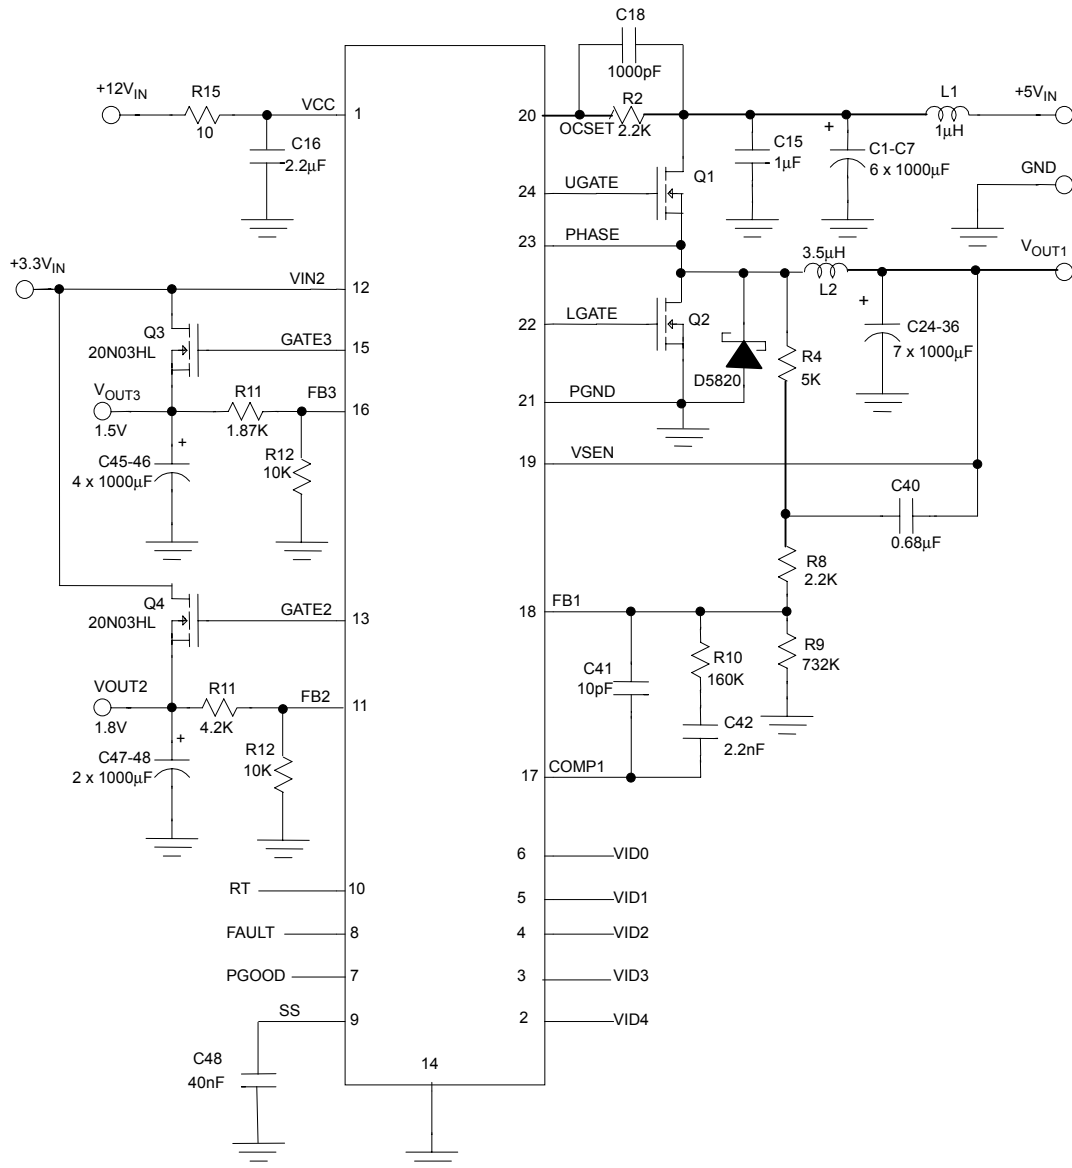 C18
1000pF
+12VIN
R15
10
VCC
1
C16
2.2µF
20
OCSET
R2
2.2K
L1
1µH
+5VIN
C15
1µF
+
C1-C7
6 x 1000µF
GND
24
UGATE
Q1
23
PHASE
3.5µH
L2
VOUT1
+3.3VIN
VIN2
12
Q3
20N03HL
GATE3
15
22
LGATE
Q2
+
C24-36
7 x 1000µF
D5820
R4
5K
VOUT3
1.5V
R11
1.87K
FB3
16
21
PGND
+
C45-46
4 x 1000µF
R12
10K
19
VSEN
C40
0.68µF
R8
2.2K
Q4
20N03HL
GATE2
13
18
FB1
R9
732K
R10
160K
C41
10pF
C42
2.2nF
VOUT2
1.8V
R11
4.2K
FB2
11
+
C47-48
2 x 1000µF
R12
10K
17
COMP1
6
VID0
RT
10
5
VID1
FAULT
8
4
VID2
PGOOD
7
3
VID3
SS
9
2
VID4
C48
40nF
14